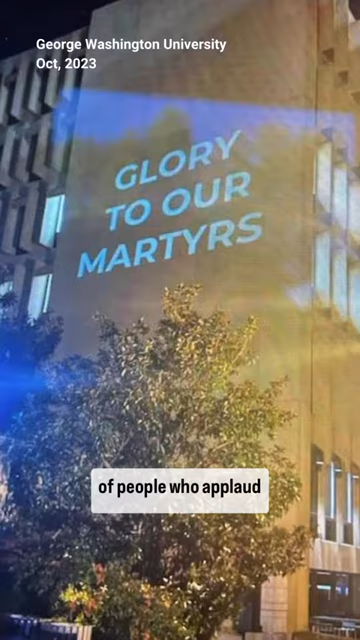 George Washington University
Oct, 2023
GLORY
TO OUR
MARTYRS
of people who applaud